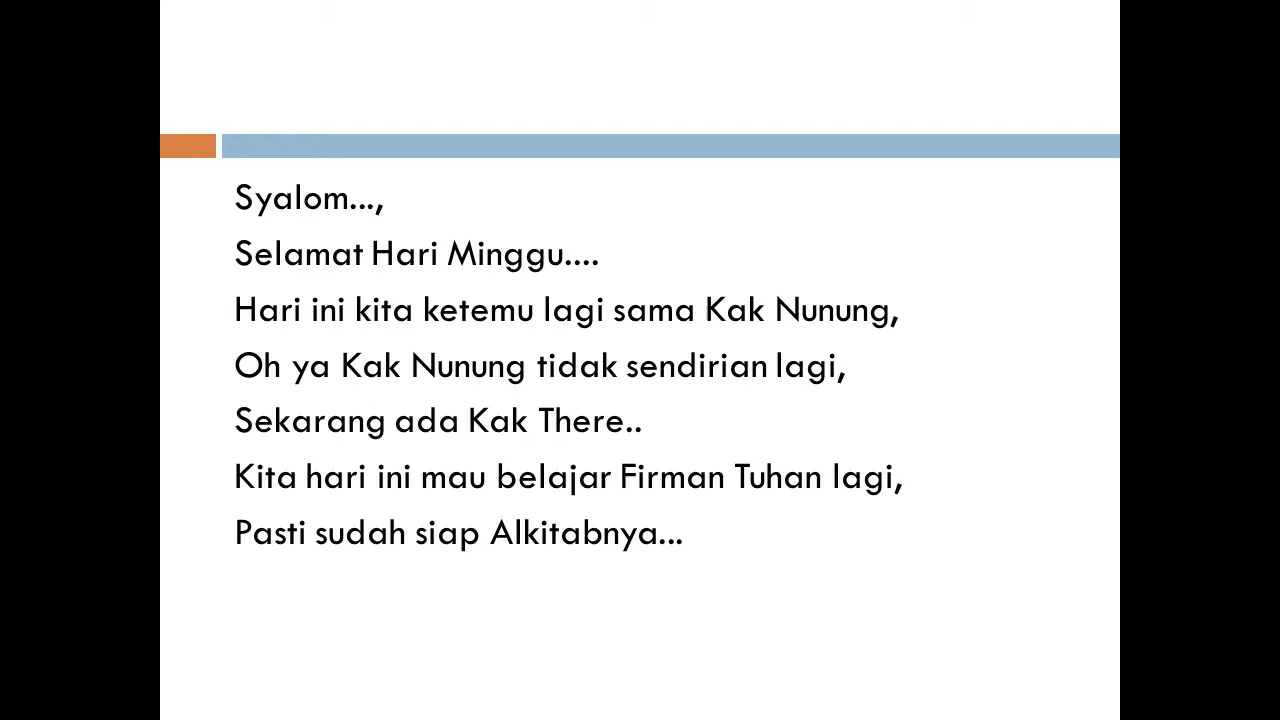 Syalom...,
Selamat Hari Minggu....
Hari ini kita ketemu lagi sama Kak Nunung,
Oh ya Kak Nunung tidak sendirian lagi,
Sekarang ada Kak There..
Kita hari ini mau belajar Firman Tuhan lagi,
Pasti sudah siap Alkitabnya...